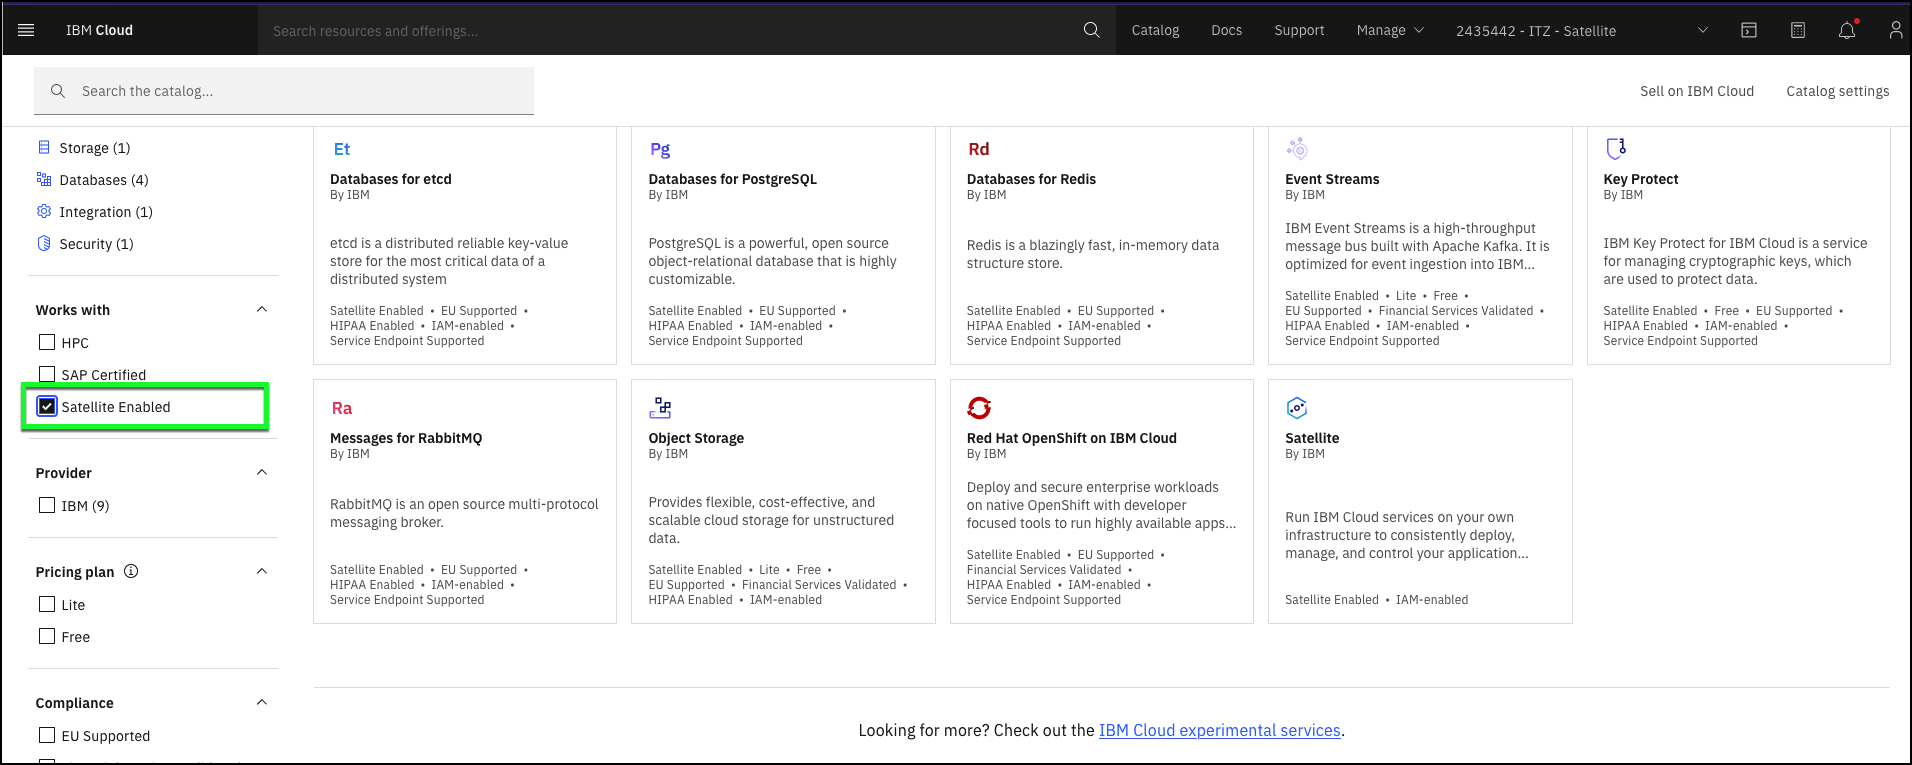 IBM Cloud
Search resources and offerings...
Catalog
Docs
Support
Manage
2435442 - ITZ - Satellite
Search the catalog...
Sell on IBM Cloud
Catalog settings
Storage (1)
Databases (4)
Integration (1)
Security (1)
Works with
HPC
SAP Certified
Satellite Enabled
Provider
IBM (9)
Pricing plan
Lite
Free
Compliance
EU Supported
Et
Databases for etcd
By IBM
etcd is a distributed reliable key-value
store for the most critical data of a
distributed system
Satellite Enabled • EU Supported •
HIPAA Enabled • IAM-enabled •
Service Endpoint Supported
Pg
Databases for PostgreSQL
By IBM
PostgreSQL is a powerful, open source
object-relational database that is highly
customizable.
Satellite Enabled • EU Supported •
HIPAA Enabled • IAM-enabled •
Service Endpoint Supported
Rd
Databases for Redis
By IBM
Redis is a blazingly fast, in-memory data
structure store.
Satellite Enabled • EU Supported •
HIPAA Enabled • IAM-enabled •
Service Endpoint Supported
Event Streams
By IBM
IBM Event Streams is a high-throughput
message bus built with Apache Kafka. It is
optimized for event ingestion into IBM...
Satellite Enabled • Lite • Free •
EU Supported • Financial Services Validated •
HIPAA Enabled • IAM-enabled •
Service Endpoint Supported
Key Protect
By IBM
IBM Key Protect for IBM Cloud is a service
for managing cryptographic keys, which
are used to protect data.
Satellite Enabled • Free • EU Supported •
HIPAA Enabled • IAM-enabled •
Service Endpoint Supported
Ra
Messages for RabbitMQ
By IBM
RabbitMQ is an open source multi-protocol
messaging broker.
Satellite Enabled • EU Supported •
HIPAA Enabled • IAM-enabled •
Service Endpoint Supported
Object Storage
By IBM
Provides flexible, cost-effective, and
scalable cloud storage for unstructured
data.
Satellite Enabled • Lite • Free •
EU Supported • Financial Services Validated •
HIPAA Enabled • IAM-enabled
Red Hat OpenShift on IBM Cloud
By IBM
Deploy and secure enterprise workloads
on native OpenShift with developer
focused tools to run highly available apps...
Satellite Enabled • EU Supported •
Financial Services Validated •
HIPAA Enabled • IAM-enabled •
Service Endpoint Supported
Satellite
By IBM
Run IBM Cloud services on your own
infrastructure to consistently deploy,
manage, and control your application...
Satellite Enabled • IAM-enabled
Looking for more? Check out the IBM Cloud experimental services.